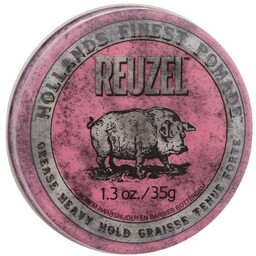 HOLLANDS FINEST POMADE
REUZEL
1.3 oz./35g
GREASE HEAVY HOLD GRAISSE TENUE FORTE